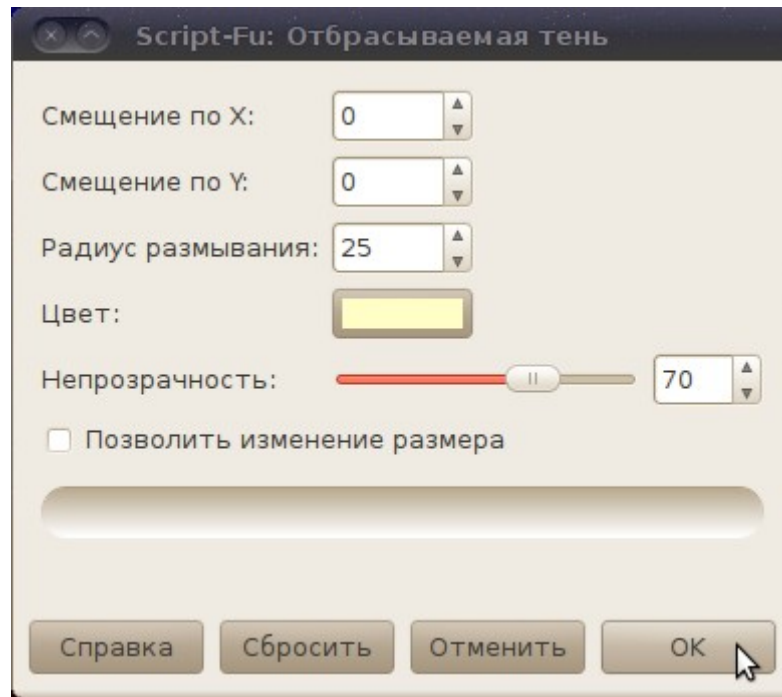 Script-Fu: Отбрасываемая тень
Смещение по X: 0
Смещение по Y: 0
Радиус размывания: 25
Цвет:
Непрозрачность: 70
Позволить изменение размера
Справка Сбросить Отменить OK